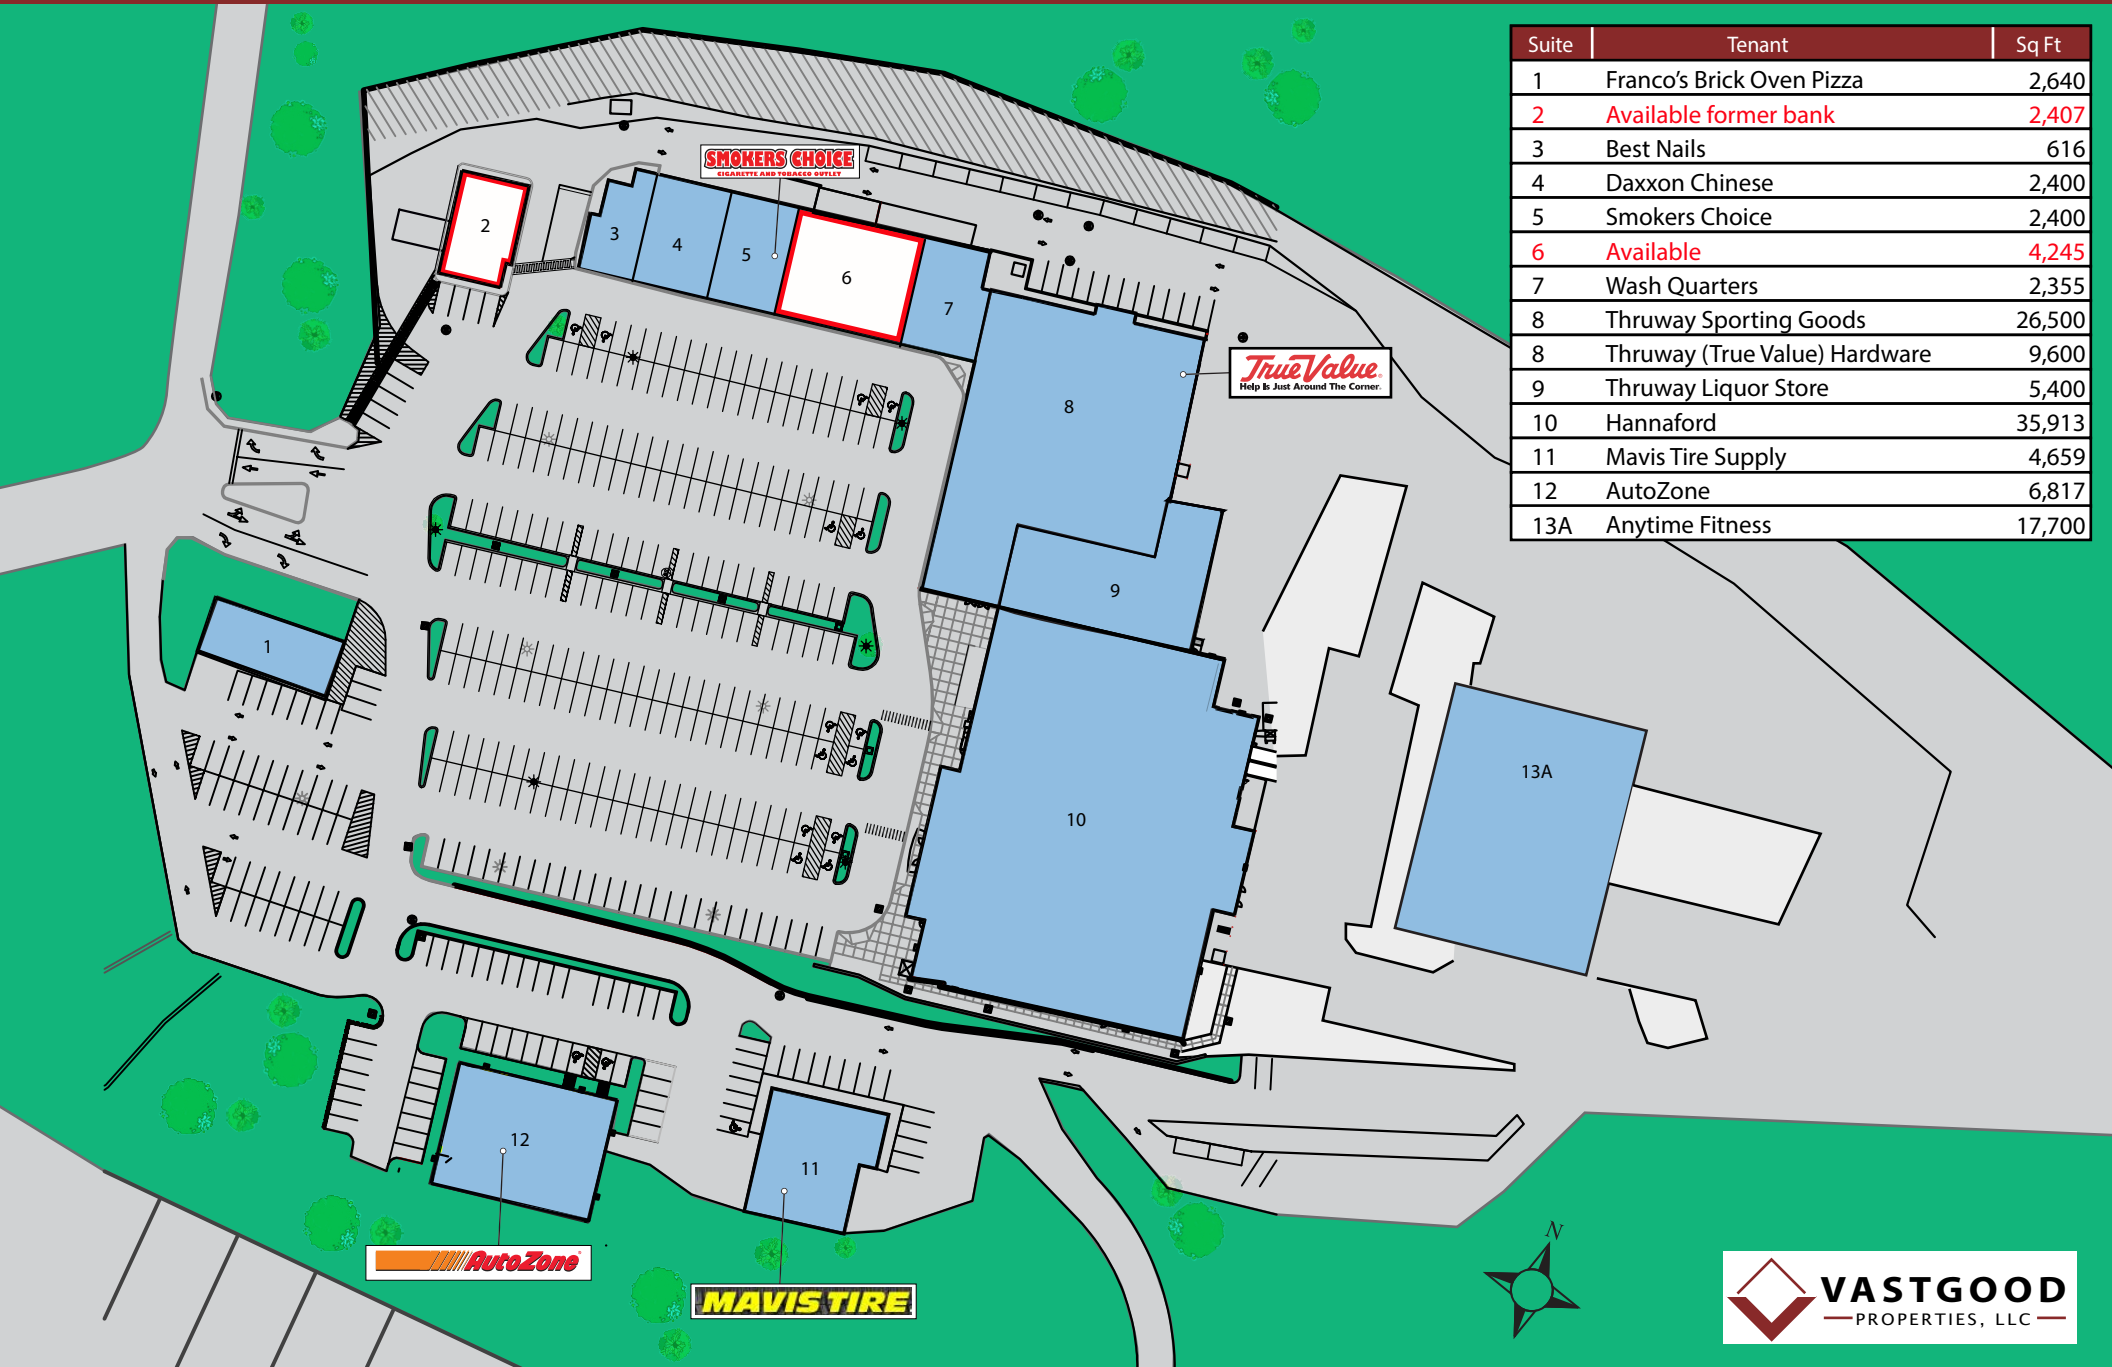 Suite Tenant Sq Ft
1 Franco's Brick Oven Pizza 2,640
2 Available former bank 2,407
3 Best Nails 616
4 Daxxon Chinese 2,400
5 Smokers Choice 2,400
6 Available 4,245
7 Wash Quarters 2,355
8 Thruway Sporting Goods 26,500
8 Thruway (True Value) Hardware 9,600
9 Thruway Liquor Store 5,400
10 Hannaford 35,913
11 Mavis Tire Supply 4,659
12 AutoZone 6,817
13A Anytime Fitness 17,700
SMOKERS CHOICE
CIGARETTE AND TOBACCO OUTLET
2
3
4
5
6
7
True Value
Help Is Just Around The Corner.
8
9
1
13A
10
12
11
AutoZone
MAVIS TIRE
N
VASTGOOD
PROPERTIES, LLC